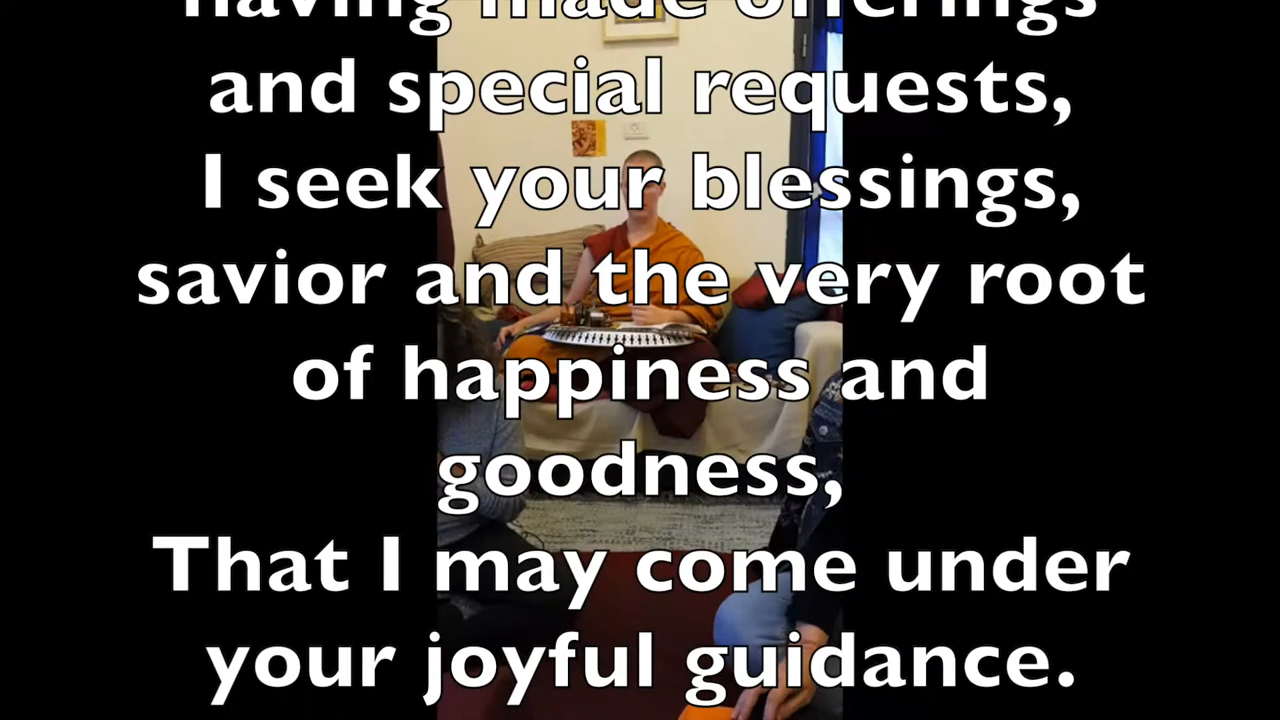 having made offerings
and special requests,
I seek your blessings,
savior and the very root
of happiness and
goodness,
That I may come under
your joyful guidance.